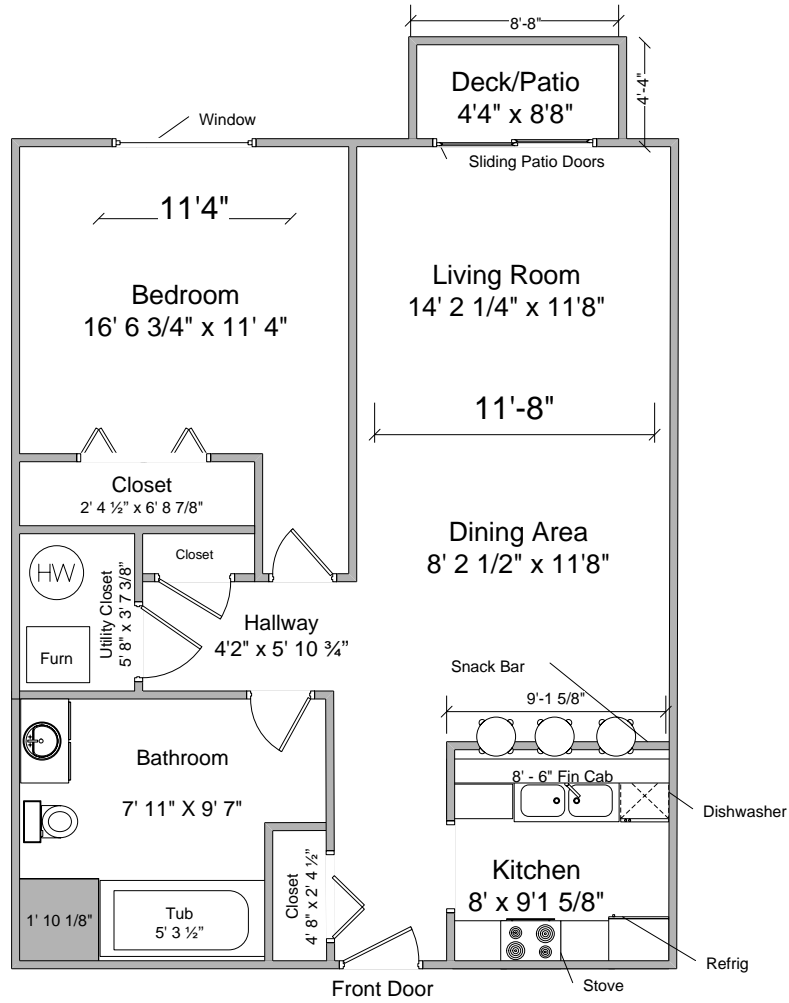 8'-8"
Deck/Patio
4'4" x 8'8"
4'-4"
Window
Sliding Patio Doors
11'4"
Bedroom
16' 6 3/4" x 11' 4"
Living Room
14' 2 1/4" x 11'8"
11'-8"
Closet
2' 4 ½” x 6' 8 7/8"
Dining Area
8' 2 1/2" x 11'8"
HW
Furn
Utility Closet
5' 8" x 3' 7 3/8”
Closet
Hallway
4'2" x 5' 10 ¾”
Snack Bar
9'-1 5/8"
8' - 6" Fin Cab
Dishwasher
Bathroom
7' 11" X 9' 7"
Kitchen
8' x 9'1 5/8"
Closet
4' 8" x 2' 4 ½”
1' 10 1/8"
Tub
5' 3 ½”
Refrig
Stove
Front Door